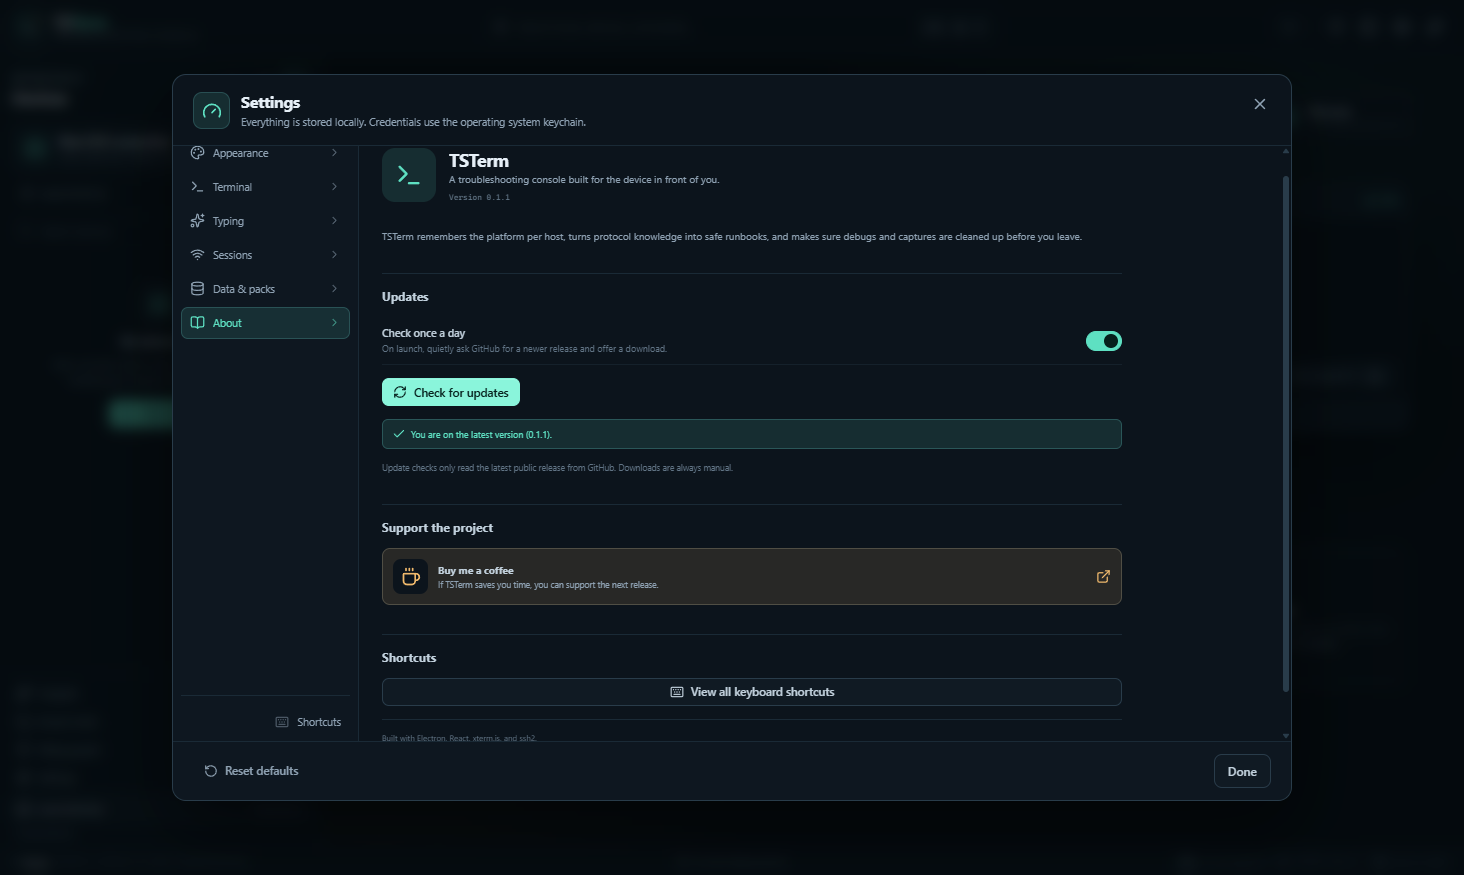 Settings
Everything is stored locally. Credentials use the operating system keychain.
Appearance
Terminal
Typing
Sessions
Data & packs
About
Shortcuts
TSTerm
A troubleshooting console built for the device in front of you.
Version 0.1.1
TSTerm remembers the platform per host, turns protocol knowledge into safe runbooks, and makes sure debugs and captures are cleaned up before you leave.
Updates
Check once a day
On launch, quietly ask GitHub for a newer release and offer a download.
Check for updates
You are on the latest version (0.1.1).
Update checks only read the latest public release from GitHub. Downloads are always manual.
Support the project
Buy me a coffee
If TSTerm saves you time, you can support the next release.
Shortcuts
View all keyboard shortcuts
Built with Electron, React, xterm.js, and ssh2.
Reset defaults
Done